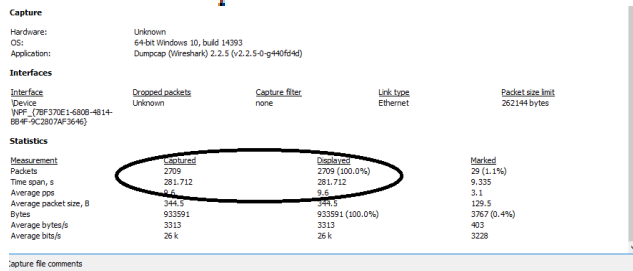 Capture
Hardware: Unknown
OS: 64-bit Windows 10, build 14393
Application: Dumpcap (Wireshark) 2.2.5 (v2.2.5-0-g440fd4d)
Interfaces
Interface Dropped packets Capture filter Link type Packet size limit
\Device Unknown none Ethernet 262144 bytes
\NPF_{7BF370E1-680B-4814-
BB4F-9C2807AF3646}
Statistics
Measurement Captured Displayed Marked
Packets 2709 2709 (100.0%) 29 (1.1%)
Time span, s 281.712 281.712 9.335
Average pps 9.6 9.6 3.1
Average packet size, B 344.5 344.5 129.5
Bytes 933591 933591 (100.0%) 3767 (0.4%)
Average bytes/s 3313 3313 403
Average bits/s 26 k 26 k 3228
Capture file comments